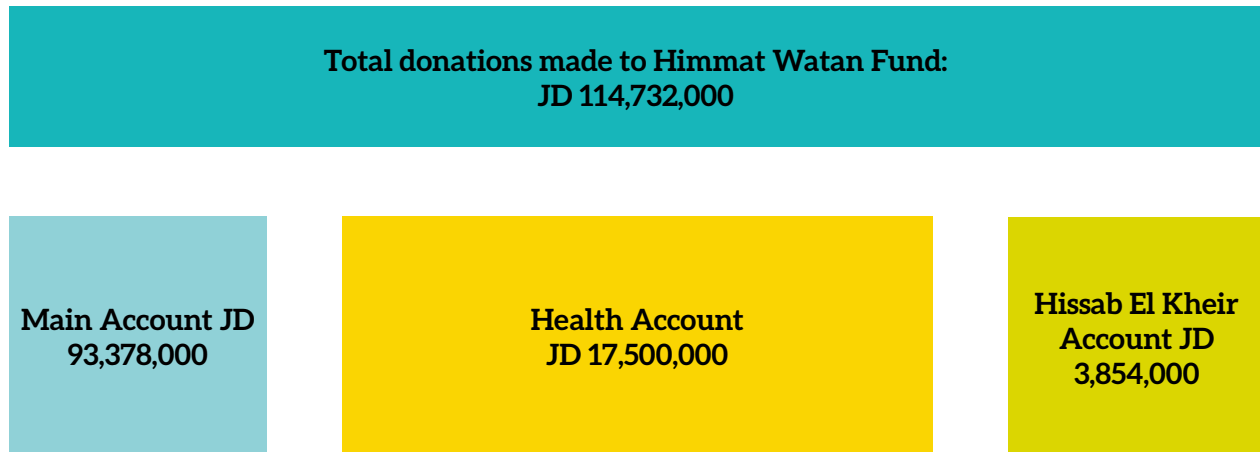 Total donations made to Himmat Watan Fund:
JD 114,732,000
Main Account JD
93,378,000
Health Account
JD 17,500,000
Hissab El Kheir
Account JD
3,854,000